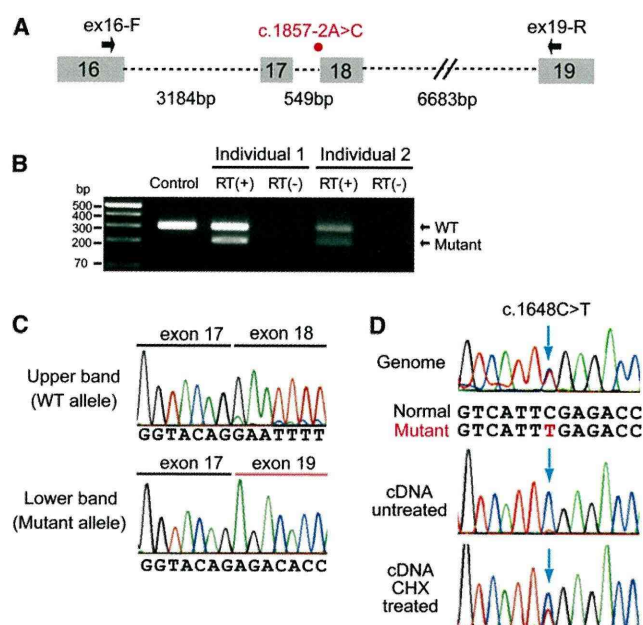 A
ex16-F
c.1857-2A>C
ex19-R
16
17
18
19
3184bp
549bp
6683bp
B
Individual 1
Individual 2
bp
Control
RT(+)
RT(-)
RT(+)
RT(-)
500
400
300
200
70
WT
Mutant
C
exon 17
exon 18
Upper band
(WT allele)
GGTACAGGAATTTT
exon 17
exon 19
Lower band
(Mutant allele)
GGTACAGAGACACC
D
c.1648C>T
Genome
Normal
GTCATTCGAGACC
Mutant
GTCATTTGAGACC
cDNA
untreated
cDNA
CHX
treated